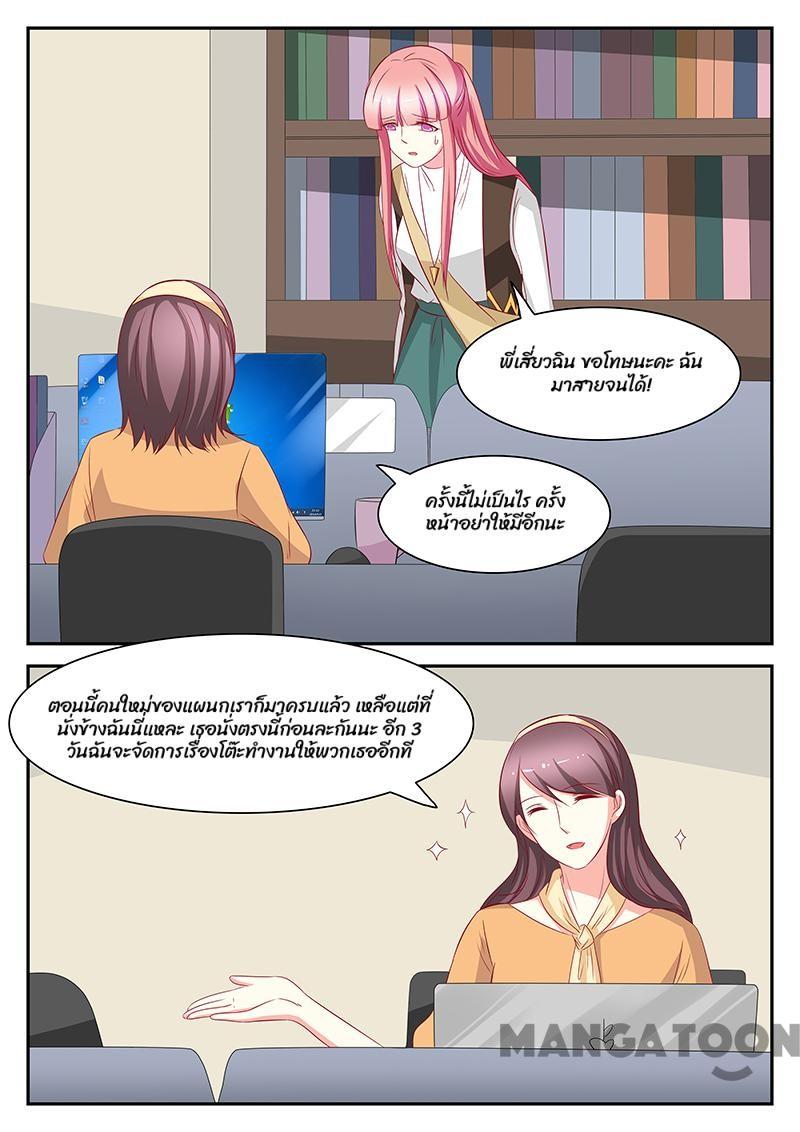 พี่เสี่ยวฉิน ขอโทษนะคะ ฉัน
มาสายจนได้!
ครั้งนี้ไม่เป็นไร ครั้ง
หน้าอย่าให้มีอีกนะ
ตอนนี้คนใหม่ของแผนกเราก็มาครบแล้ว เหลือแต่ที่
นั่งข้างฉันนี่แหละ เธอนั่งตรงนี้ก่อนละกันนะ อีก 3
วันฉันจะจัดการเรื่องโต๊ะทำงานให้พวกเธออีกที
MANGATOON